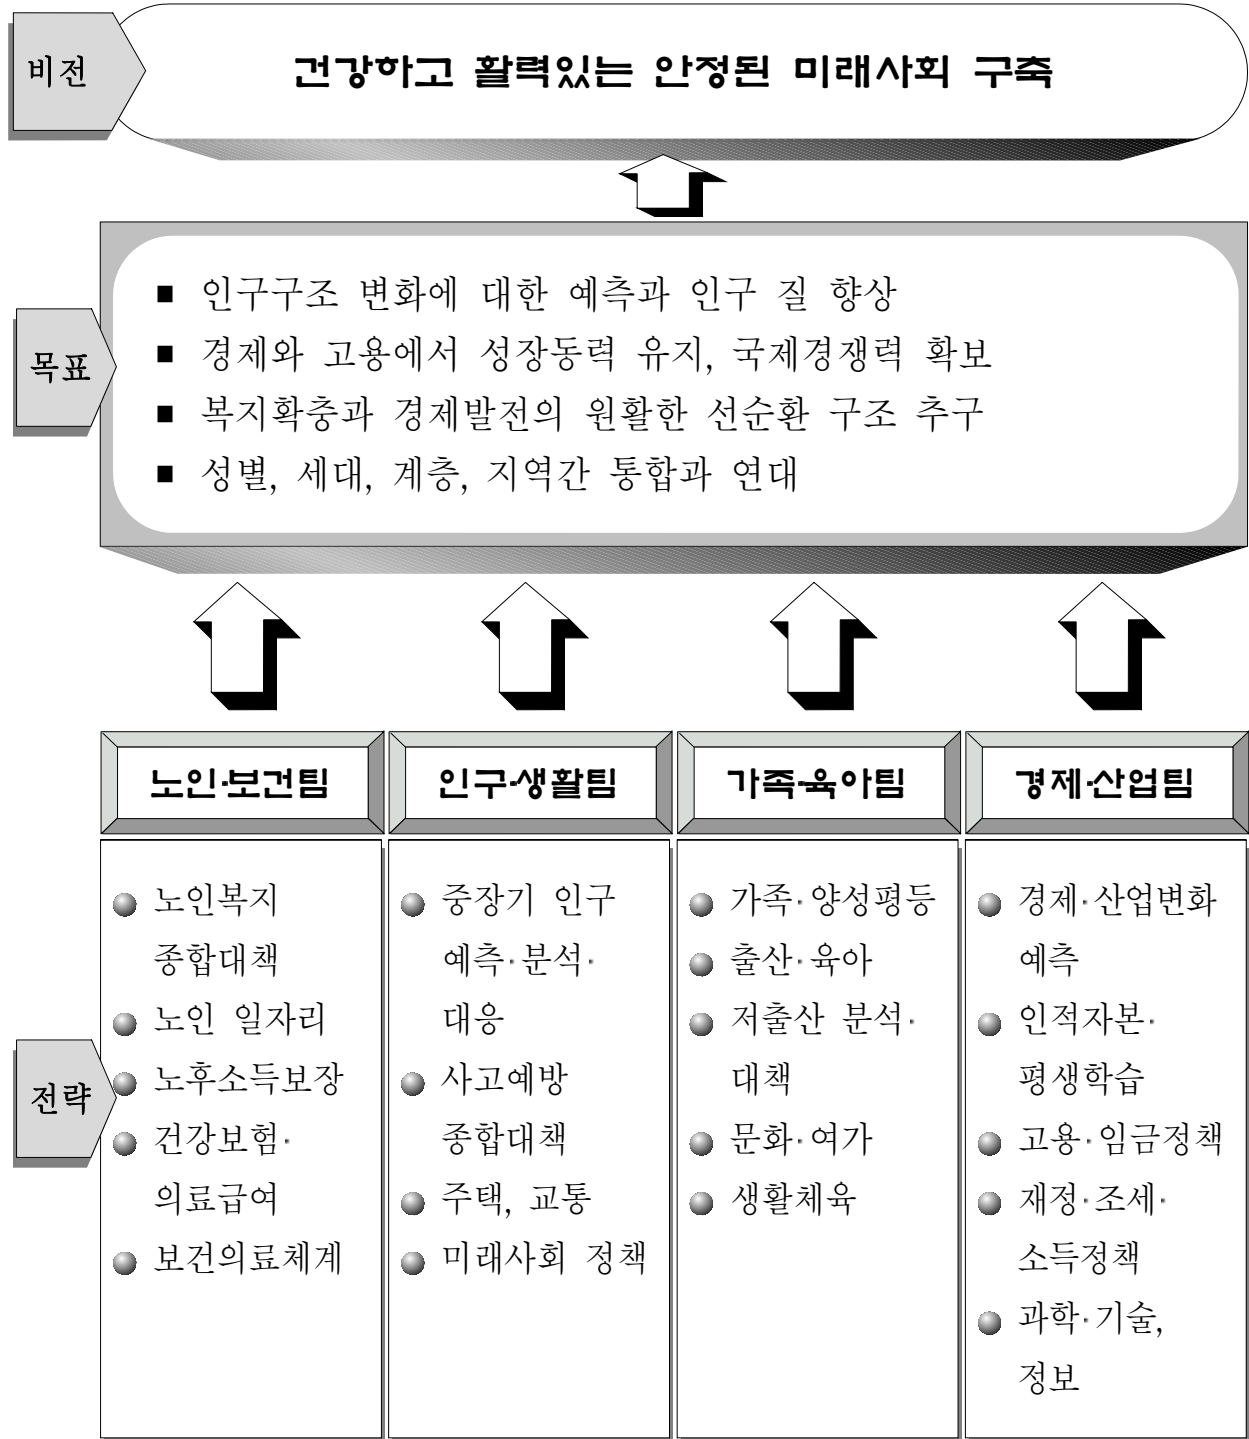 비전
건강하고 활력있는 안정된 미래사회 구축
목표
■ 인구구조 변화에 대한 예측과 인구 질 향상
■ 경제와 고용에서 성장동력 유지, 국제경쟁력 확보
■ 복지확충과 경제발전의 원활한 선순환 구조 추구
■ 성별, 세대, 계층, 지역간 통합과 연대
전략
노인·보건팀
노인복지
종합대책
노인 일자리
노후소득보장
건강보험·
의료급여
보건의료체계
인구·생활팀
중장기 인구
예측·분석·
대응
사고예방
종합대책
주택, 교통
미래사회 정책
가족·육아팀
가족·양성평등
출산·육아
저출산 분석·
대책
문화·여가
생활체육
경제·산업팀
경제·산업변화
예측
인적자본·
평생학습
고용·임금정책
재정·조세·
소득정책
과학·기술,
정보